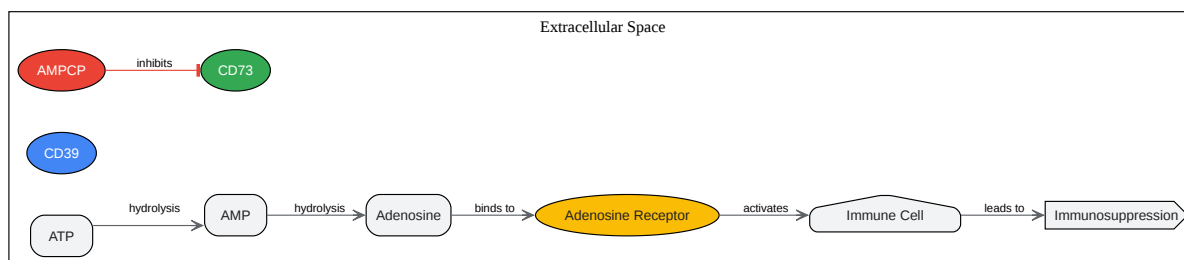 Extracellular Space
AMPCP
inhibits
CD73
CD39
ATP
hydrolysis
AMP
hydrolysis
Adenosine
binds to
Adenosine Receptor
activates
Immune Cell
leads to
Immunosuppression